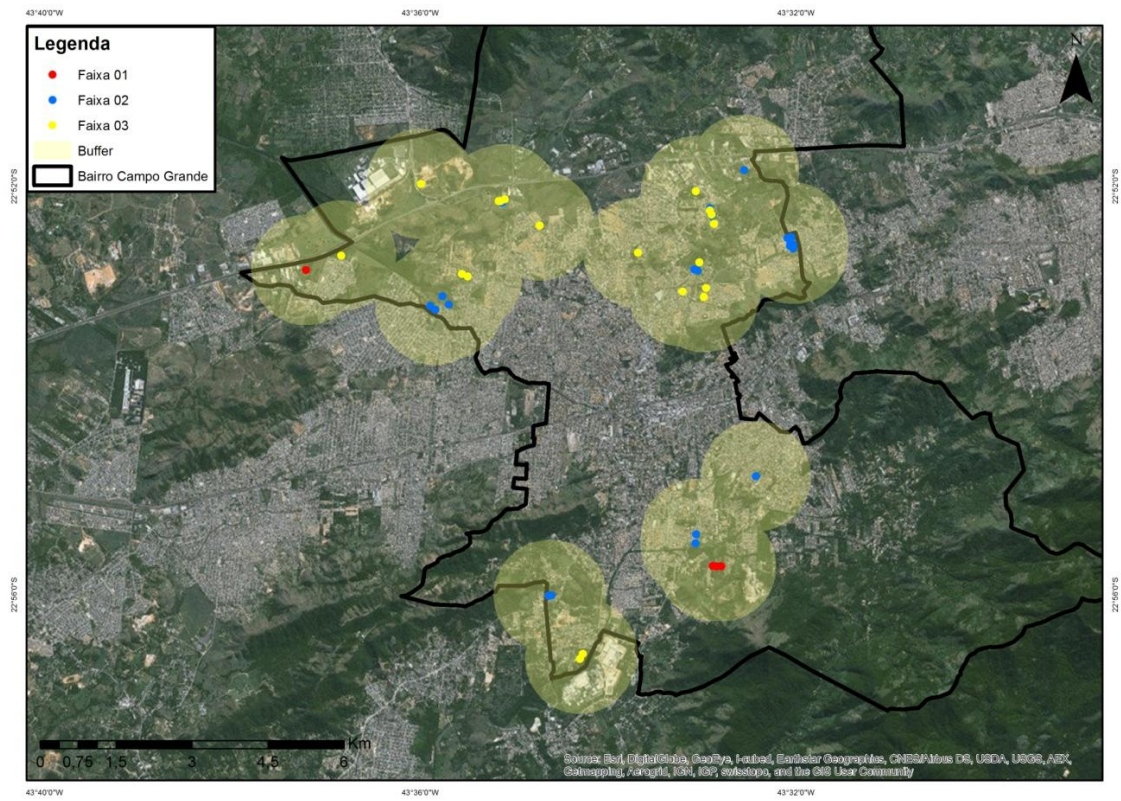 43°40'0"W 43°36'0"W 43°32'0"W
N
Legenda
Faixa 01
Faixa 02
Faixa 03
Buffer
Bairro Campo Grande
22°52'0"S 22°52'0"S
22°56'0"S 22°56'0"S
Km
0 0,75 1,5 3 4,5 6
Source: Esri, DigitalGlobe, GeoEye, i-cubed, Earthstar Geographics, CNES/Airbus DS, USDA, USGS, AEX,
Getmapping, Aerogrid, IGN, IGP, swisstopo, and the GIS User Community
43°40'0"W 43°36'0"W 43°32'0"W